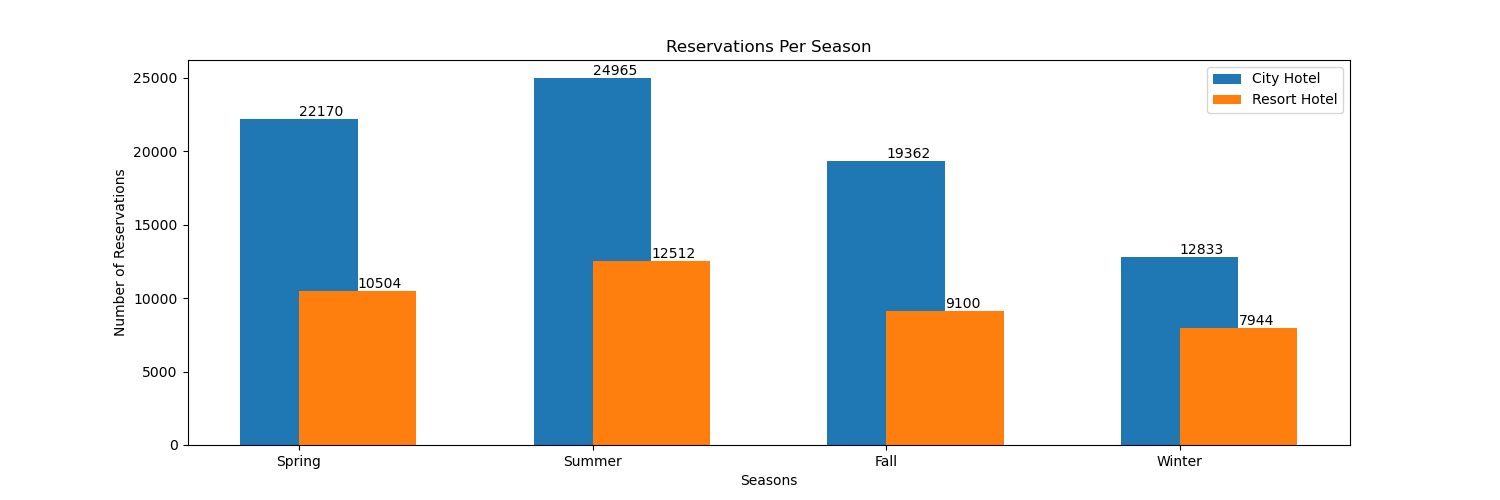 Reservations Per Season
Number of Reservations
25000
20000
15000
10000
5000
0
City Hotel
Resort Hotel
22170
10504
24965
12512
19362
9100
12833
7944
Spring
Summer
Fall
Winter
Seasons